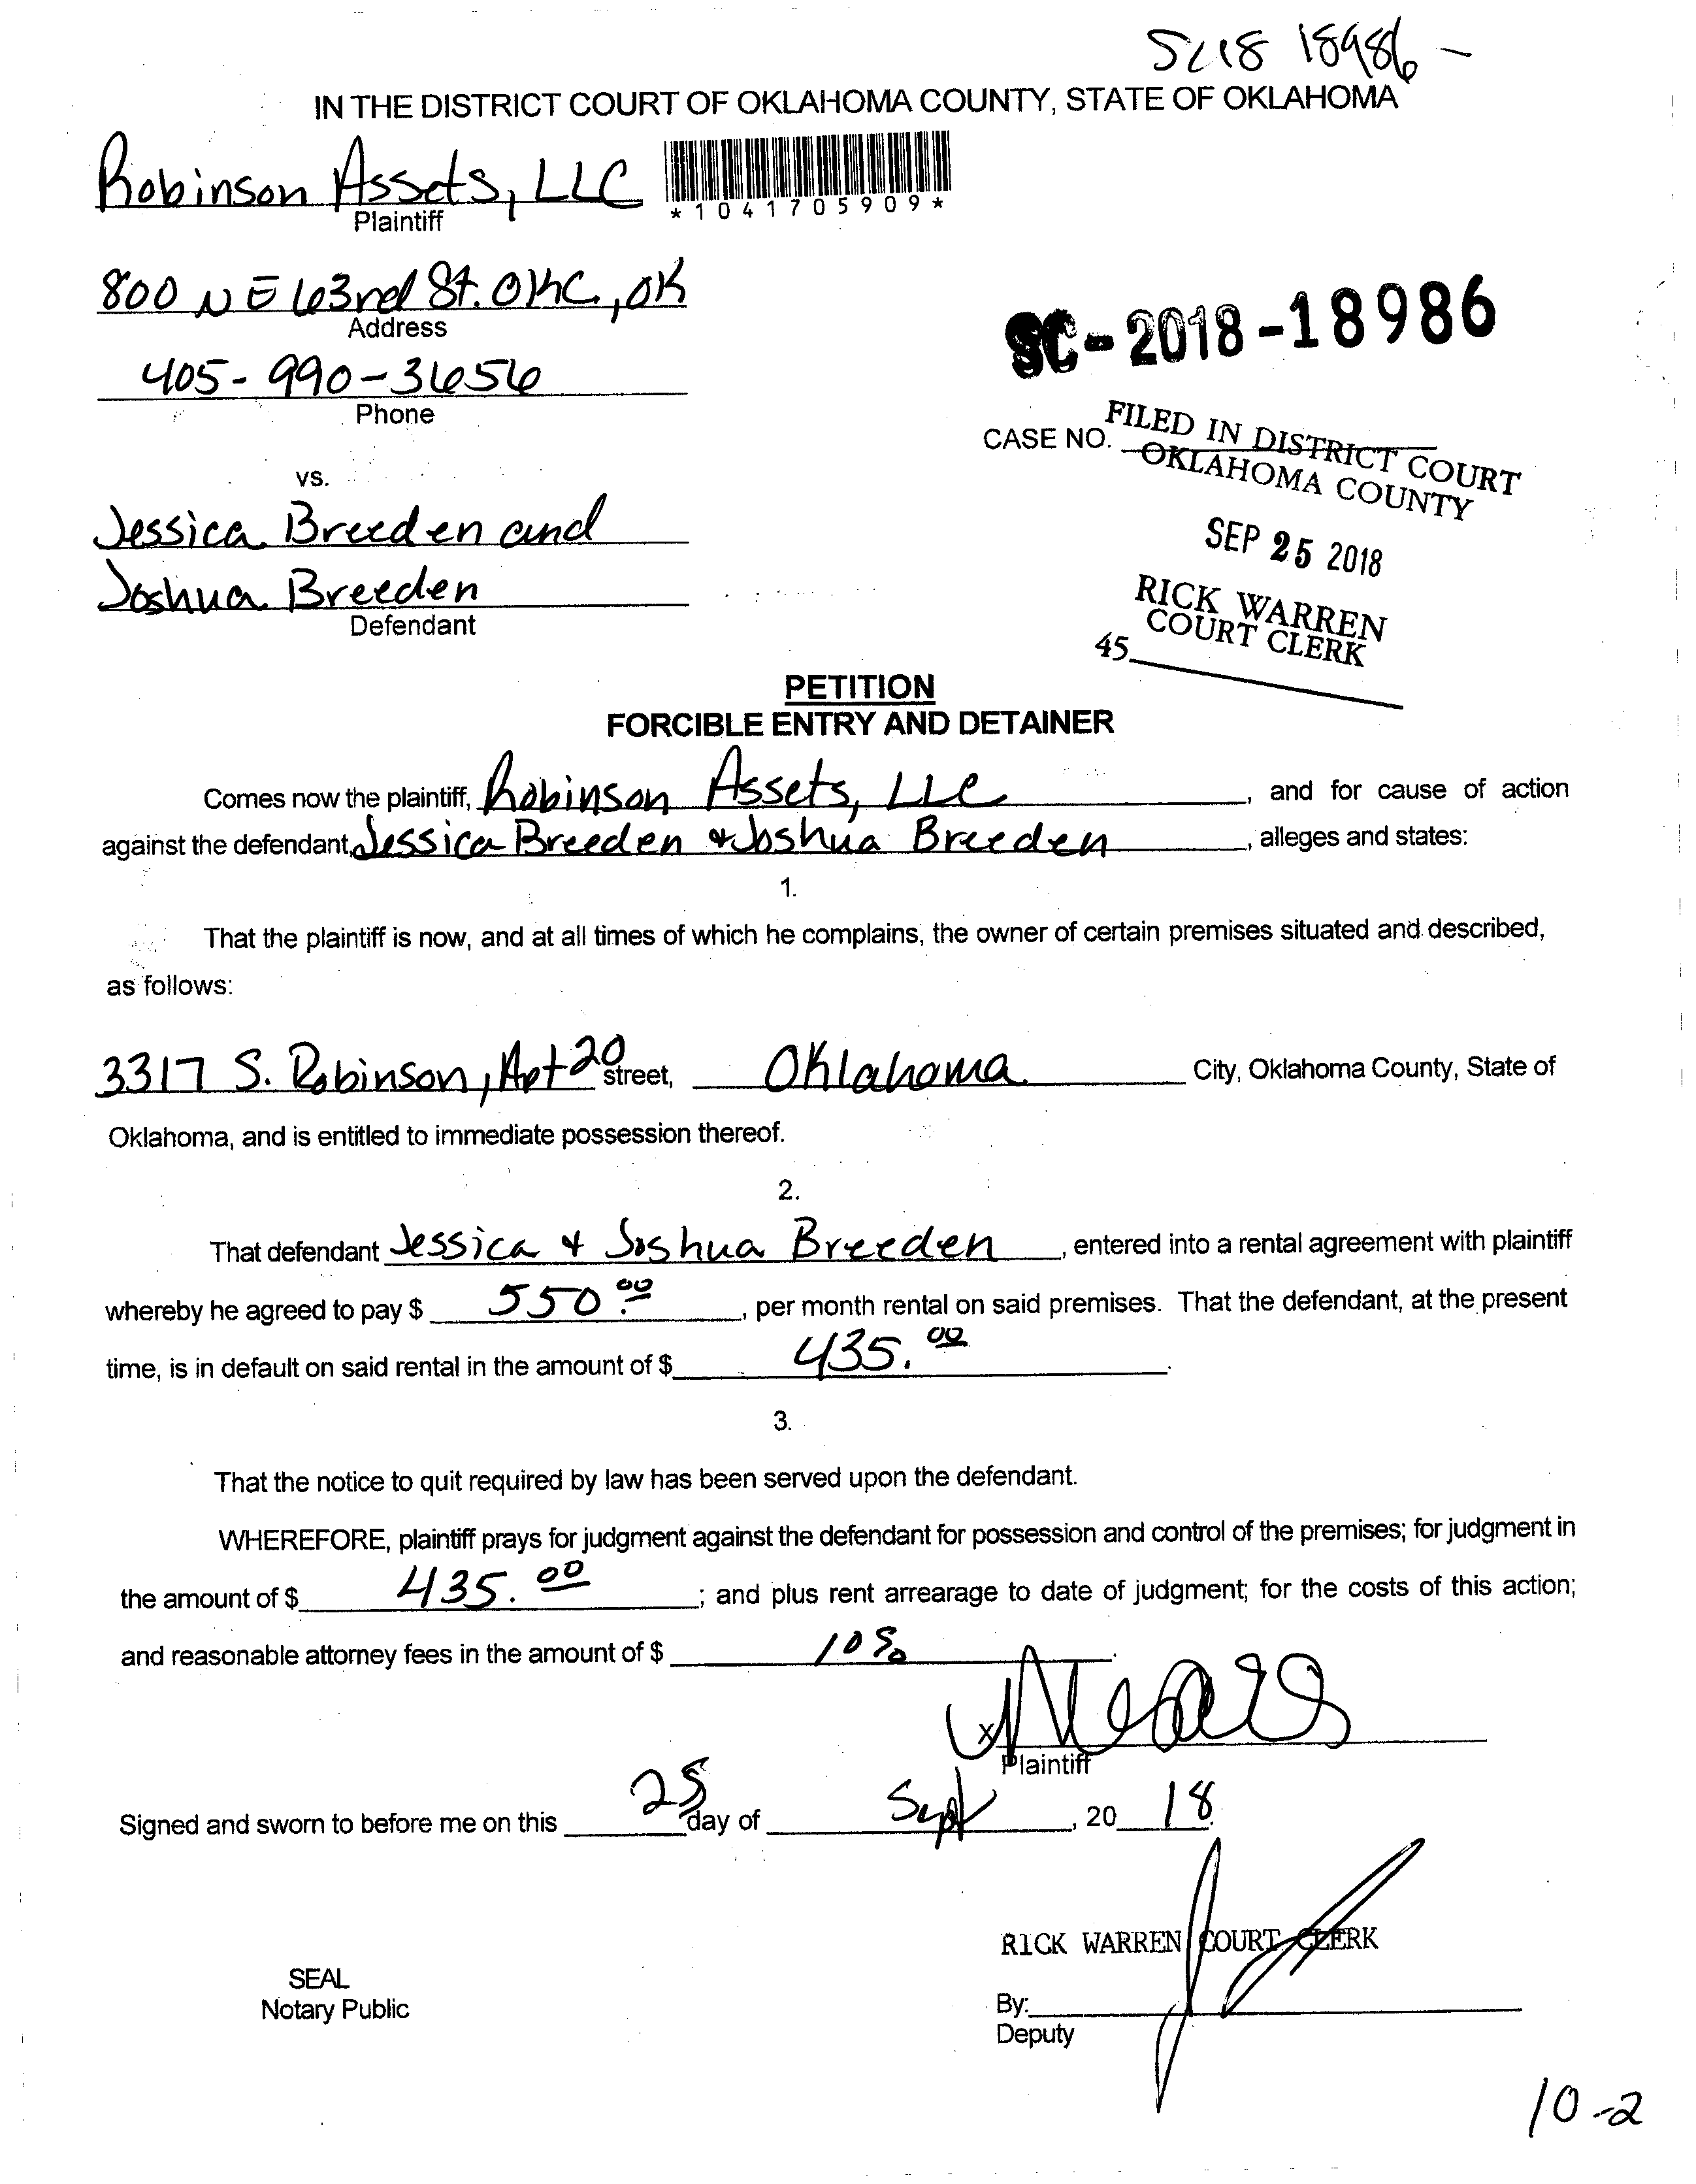 SC18 18986 -
IN THE DISTRICT COURT OF OKLAHOMA COUNTY, STATE OF OKLAHOMA
Robinson Assets, LLC
*1041705909*
Plaintiff
800 NE 63rd St. OKC, OK
Address
SC-2018-18986
405-990-3656
Phone
CASE NO.
FILED IN DISTRICT COURT
OKLAHOMA COUNTY
vs.
SEP 25 2018
Jessica Breeden and
Joshua Breeden
Defendant
RICK WARREN
COURT CLERK
45
PETITION
FORCIBLE ENTRY AND DETAINER
Comes now the plaintiff, Robinson Assets, LLC, and for cause of action
against the defendant, Jessica Breeden & Joshua Breeden, alleges and states:
1.
That the plaintiff is now, and at all times of which he complains, the owner of certain premises situated and described,
as follows:
3317 S. Robinson, Apt 20 street, Oklahoma City, Oklahoma County, State of
Oklahoma, and is entitled to immediate possession thereof.
2.
That defendant Jessica & Joshua Breeden, entered into a rental agreement with plaintiff
whereby he agreed to pay $ 550.00, per month rental on said premises. That the defendant, at the present
time, is in default on said rental in the amount of $ 435.00.
3.
That the notice to quit required by law has been served upon the defendant.
WHEREFORE, plaintiff prays for judgment against the defendant for possession and control of the premises; for judgment in
the amount of $ 435.00; and plus rent arrearage to date of judgment; for the costs of this action;
and reasonable attorney fees in the amount of $
x
Plaintiff
Signed and sworn to before me on this 25 day of Sept, 20 18.
RICK WARREN COURT CLERK
SEAL
Notary Public
By:
Deputy
10-2